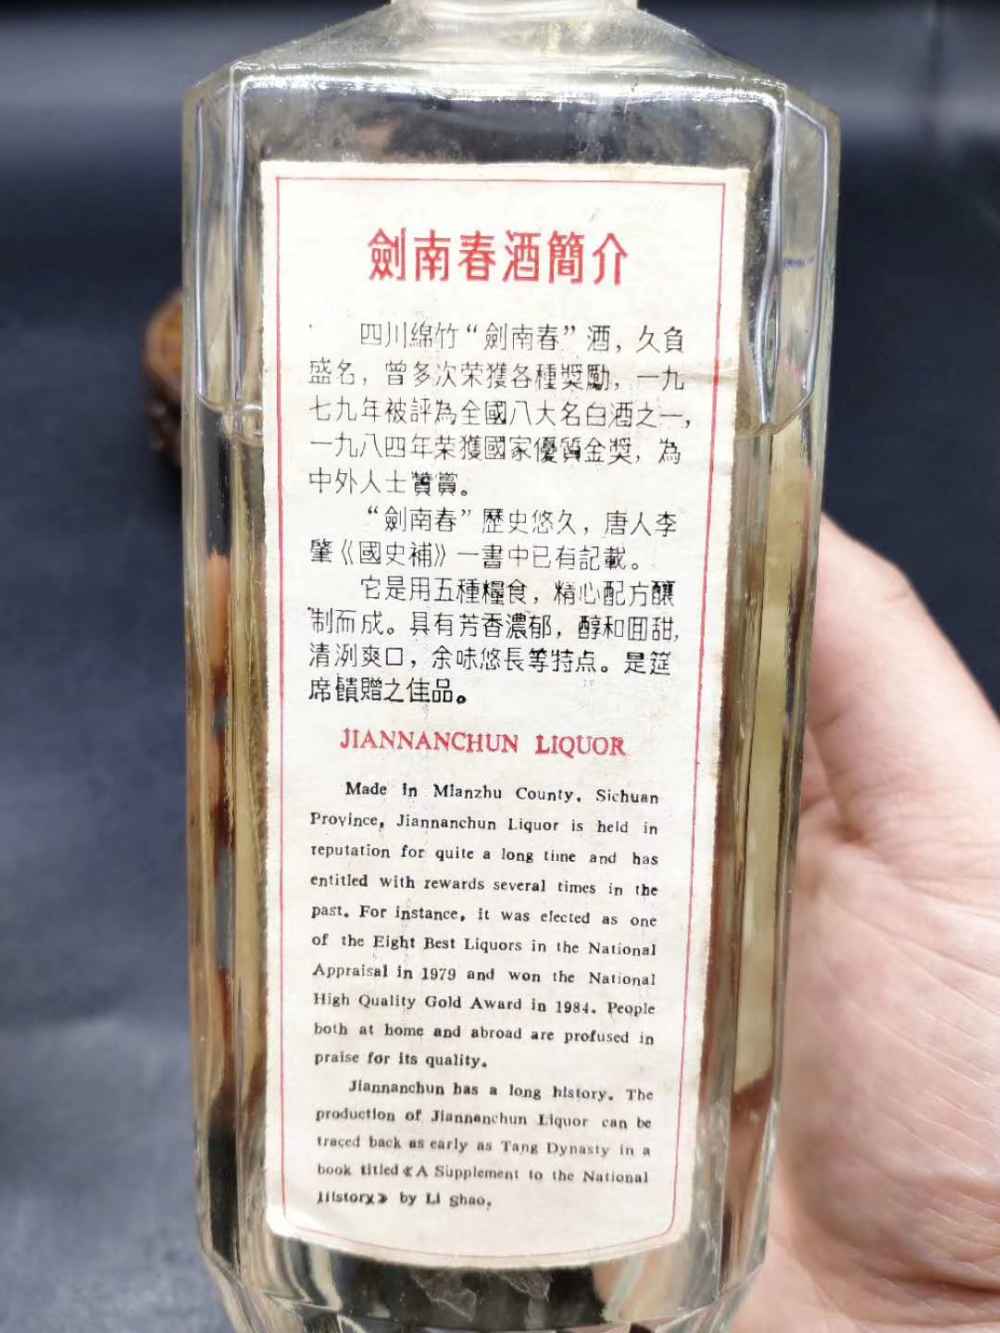 劍南春酒簡介
四川綿竹“劍南春”酒，久負
盛名，曾多次荣獲各種獎勵，一九
七九年被評為全國八大名白酒之一，
一九八四年荣獲國家優質金獎，為
中外人士贊賞。
“劍南春”歷史悠久，唐人李
肇《國史補》一書中已有記載。
它是用五種糧食，精心配方釀
制而成。具有芳香濃郁，醇和回甜，
清洌爽口，余味悠長等特点。是筵
席饋贈之佳品。
JIANNANCHUN LIQUOR
Made in Mianzhu County, Sichuan
Province, Jiannanchun Liquor is held in
reputation for quite a long time and has
entitled with rewards several times in the
past. For instance, it was elected as one
of the Eight Best Liquors in the National
Appraisal in 1979 and won the National
High Quality Gold Award in 1984. People
both at home and abroad are profused in
praise for its quality.
Jiannanchun has a long history. The
production of Jiannanchun Liquor can be
traced back as early as Tang Dynasty in a
book titled《A Supplement to the National
History》 by Li Shao.